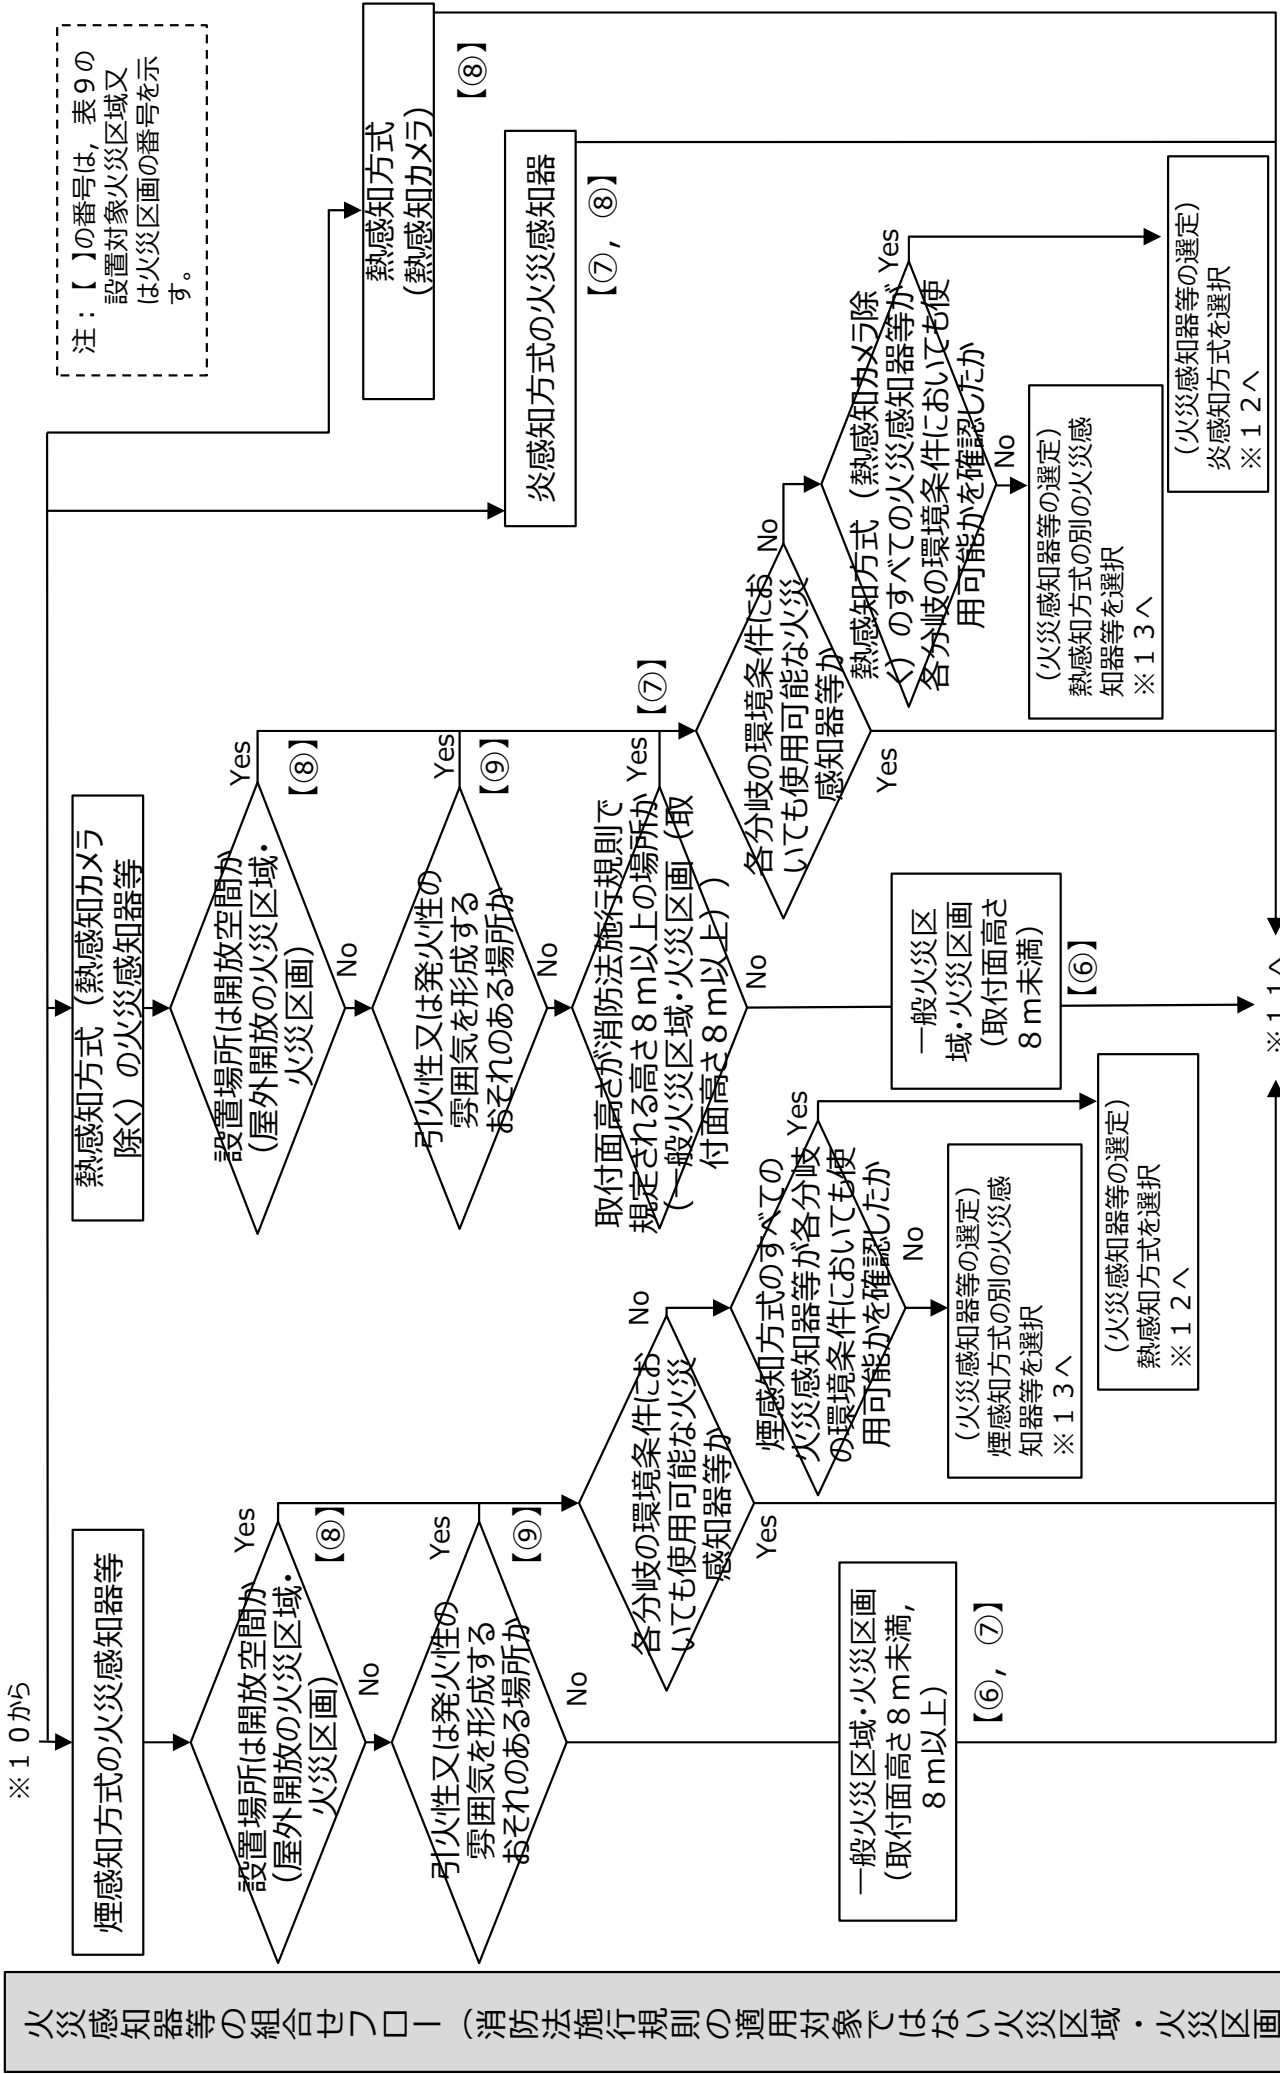 火災感知器等の組合せフロー（消防法施行規則の適用対象ではない火災区域・火災区画
※１０から
煙感知方式の火災感知器等
設置場所は開放空間か
（屋外開放の火災区域・
火災区画）
Yes
【⑧】
No
引火性又は発火性の
雰囲気を形成する
おそれのある場所か
Yes
【⑨】
No
各分岐の環境条件にお
いても使用可能な火災
感知器等か
Yes
No
煙感知方式のすべての
火災感知器等が各分岐
の環境条件においても使
用可能かを確認したか
Yes
No
（火災感知器等の選定）
煙感知方式の別の火災感
知器等を選択
※１３へ
（火災感知器等の選定）
熱感知方式を選択
※１２へ
一般火災区域・火災区画
（取付面高さ８ｍ未満，
８ｍ以上）
【⑥，⑦】
熱感知方式（熱感知カメラ
除く）の火災感知器等
設置場所は開放空間か
（屋外開放の火災区域・
火災区画）
Yes
【⑧】
No
引火性又は発火性の
雰囲気を形成する
おそれのある場所か
Yes
【⑨】
No
取付面高さが消防法施行規則で
規定される高さ８ｍ以上の場所か
（一般火災区域・火災区画（取
付面高さ８ｍ以上））
Yes
【⑦】
No
一般火災区
域・火災区画
（取付面高さ
８ｍ未満）
【⑥】
各分岐の環境条件にお
いても使用可能な火災
感知器等か
Yes
No
熱感知方式（熱感知カメラ除
く）のすべての火災感知器等が
各分岐の環境条件においても使
用可能かを確認したか
Yes
No
（火災感知器等の選定）
熱感知方式の別の火災感
知器等を選択
※１３へ
（火災感知器等の選定）
炎感知方式を選択
※１２へ
炎感知方式の火災感知器
【⑦，⑧】
熱感知方式
（熱感知カメラ）
【⑧】
注：【 】の番号は，表９の
設置対象火災区域又
は火災区画の番号を示
す。
※１１へ